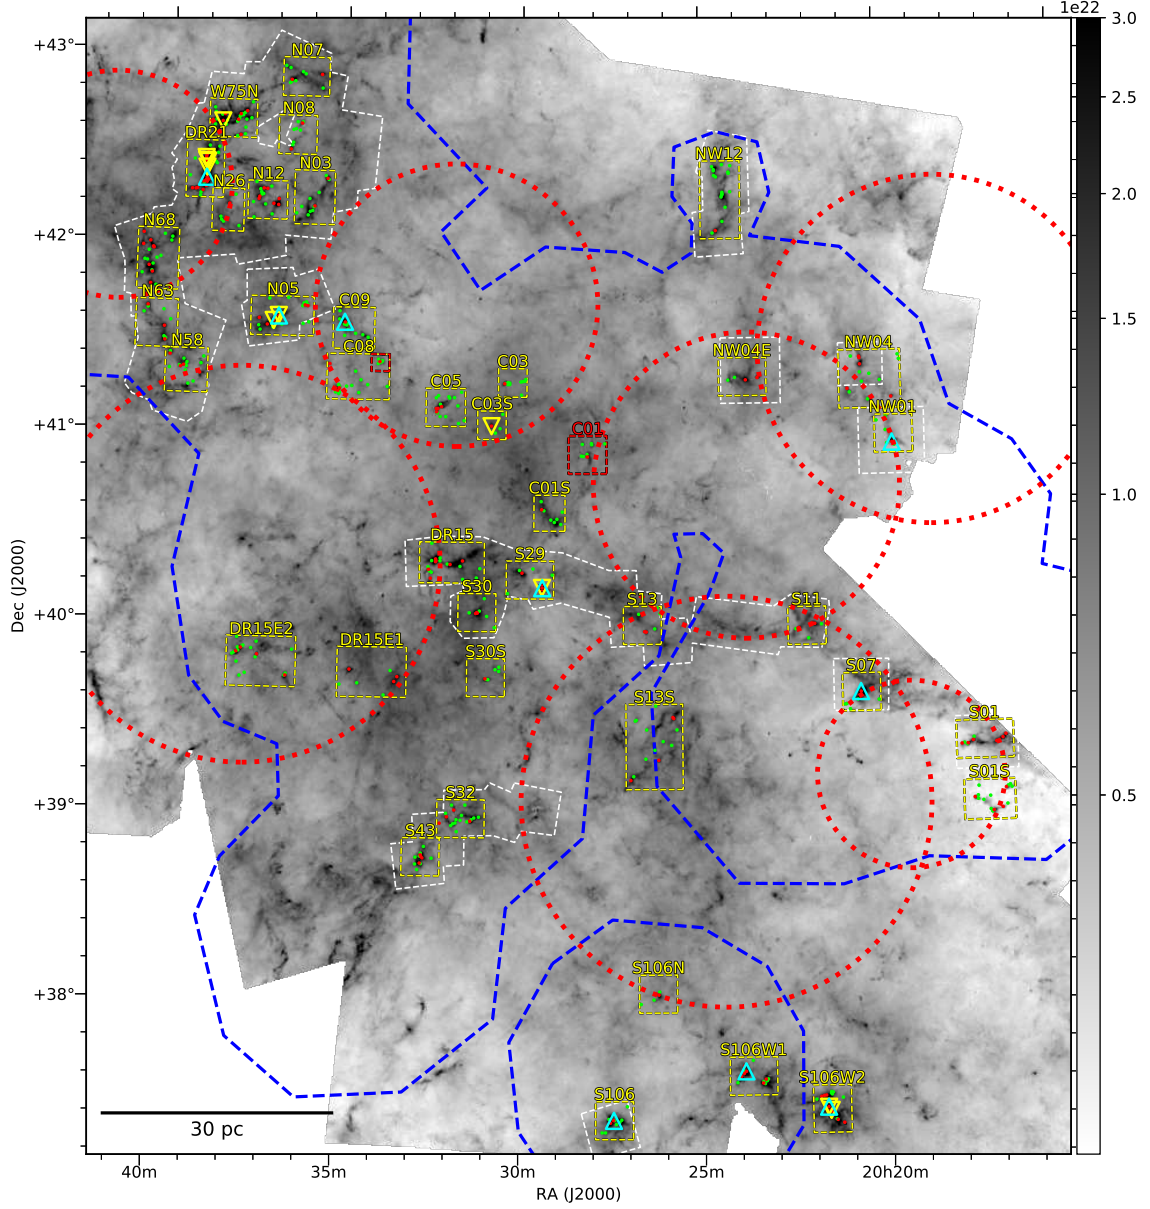 1e22
+43°
N07
W75N
N08
DR21
N03
N12
N26
NW12
+42°
N68
N63
N05
C09
N58
C08
C03
C05
C03S
NW04E
NW04
NW01
+41°
C01
C01S
DR15
S29
S30
S13
S11
+40°
DR15E2
DR15E1
S30S
S07
S13S
S01
S01S
+39°
S32
S43
+38°
S106N
S106W1
S106W2
S106
30 pc
Dec (J2000)
40m
35m
30m
25m
20h20m
RA (J2000)
3.0
2.5
2.0
1.5
1.0
0.5